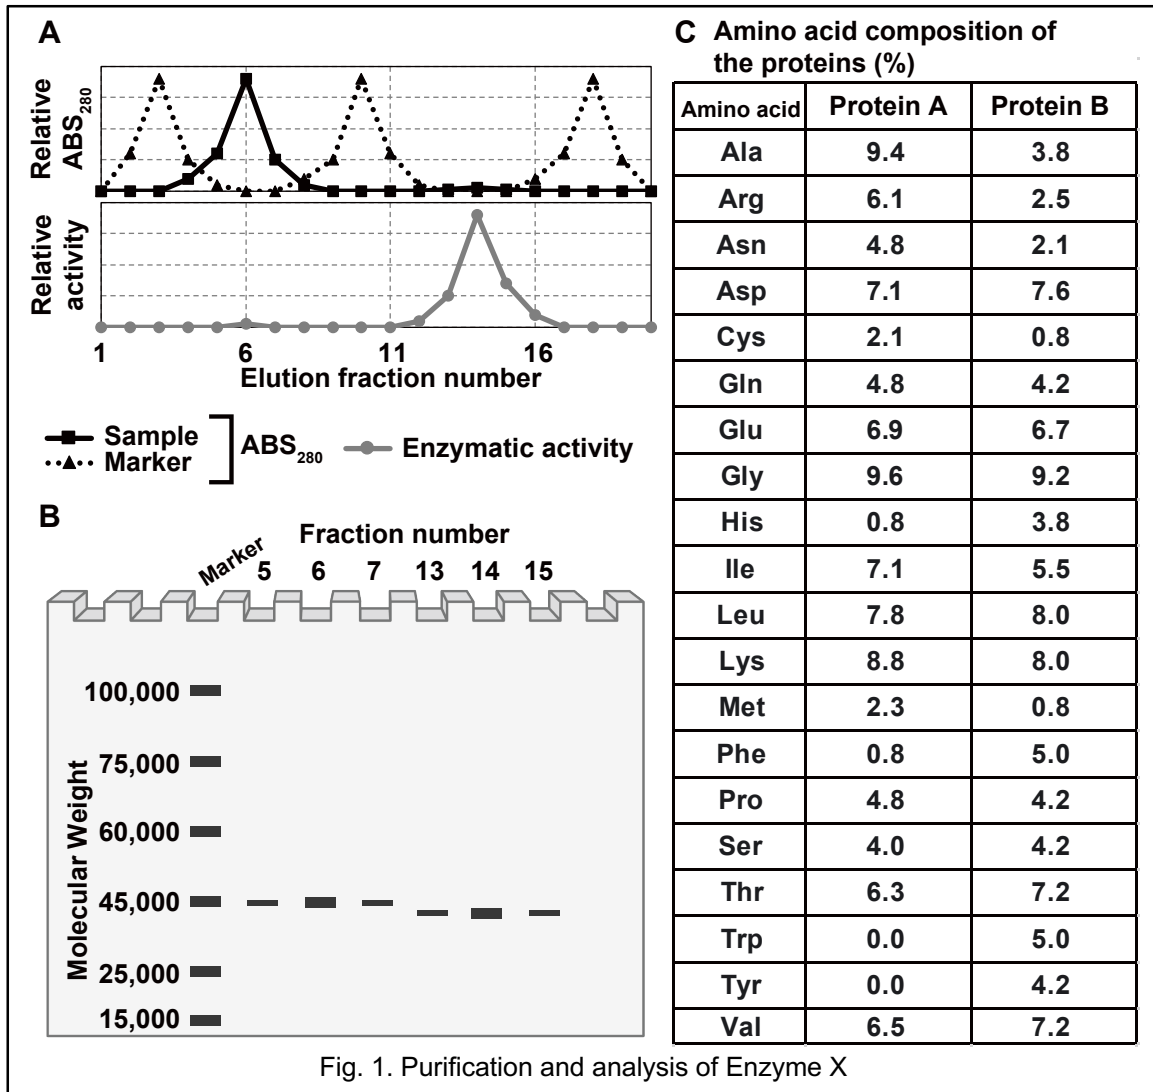 A
Relative
ABS280
Relative
activity
1 6 11 16
Elution fraction number
Sample
Marker
ABS280
Enzymatic activity
B
Fraction number
Marker 5 6 7 13 14 15
Molecular Weight
100,000
75,000
60,000
45,000
25,000
15,000
C Amino acid composition of
the proteins (%)
Amino acid Protein A Protein B
Ala 9.4 3.8
Arg 6.1 2.5
Asn 4.8 2.1
Asp 7.1 7.6
Cys 2.1 0.8
Gln 4.8 4.2
Glu 6.9 6.7
Gly 9.6 9.2
His 0.8 3.8
Ile 7.1 5.5
Leu 7.8 8.0
Lys 8.8 8.0
Met 2.3 0.8
Phe 0.8 5.0
Pro 4.8 4.2
Ser 4.0 4.2
Thr 6.3 7.2
Trp 0.0 5.0
Tyr 0.0 4.2
Val 6.5 7.2
Fig. 1. Purification and analysis of Enzyme X